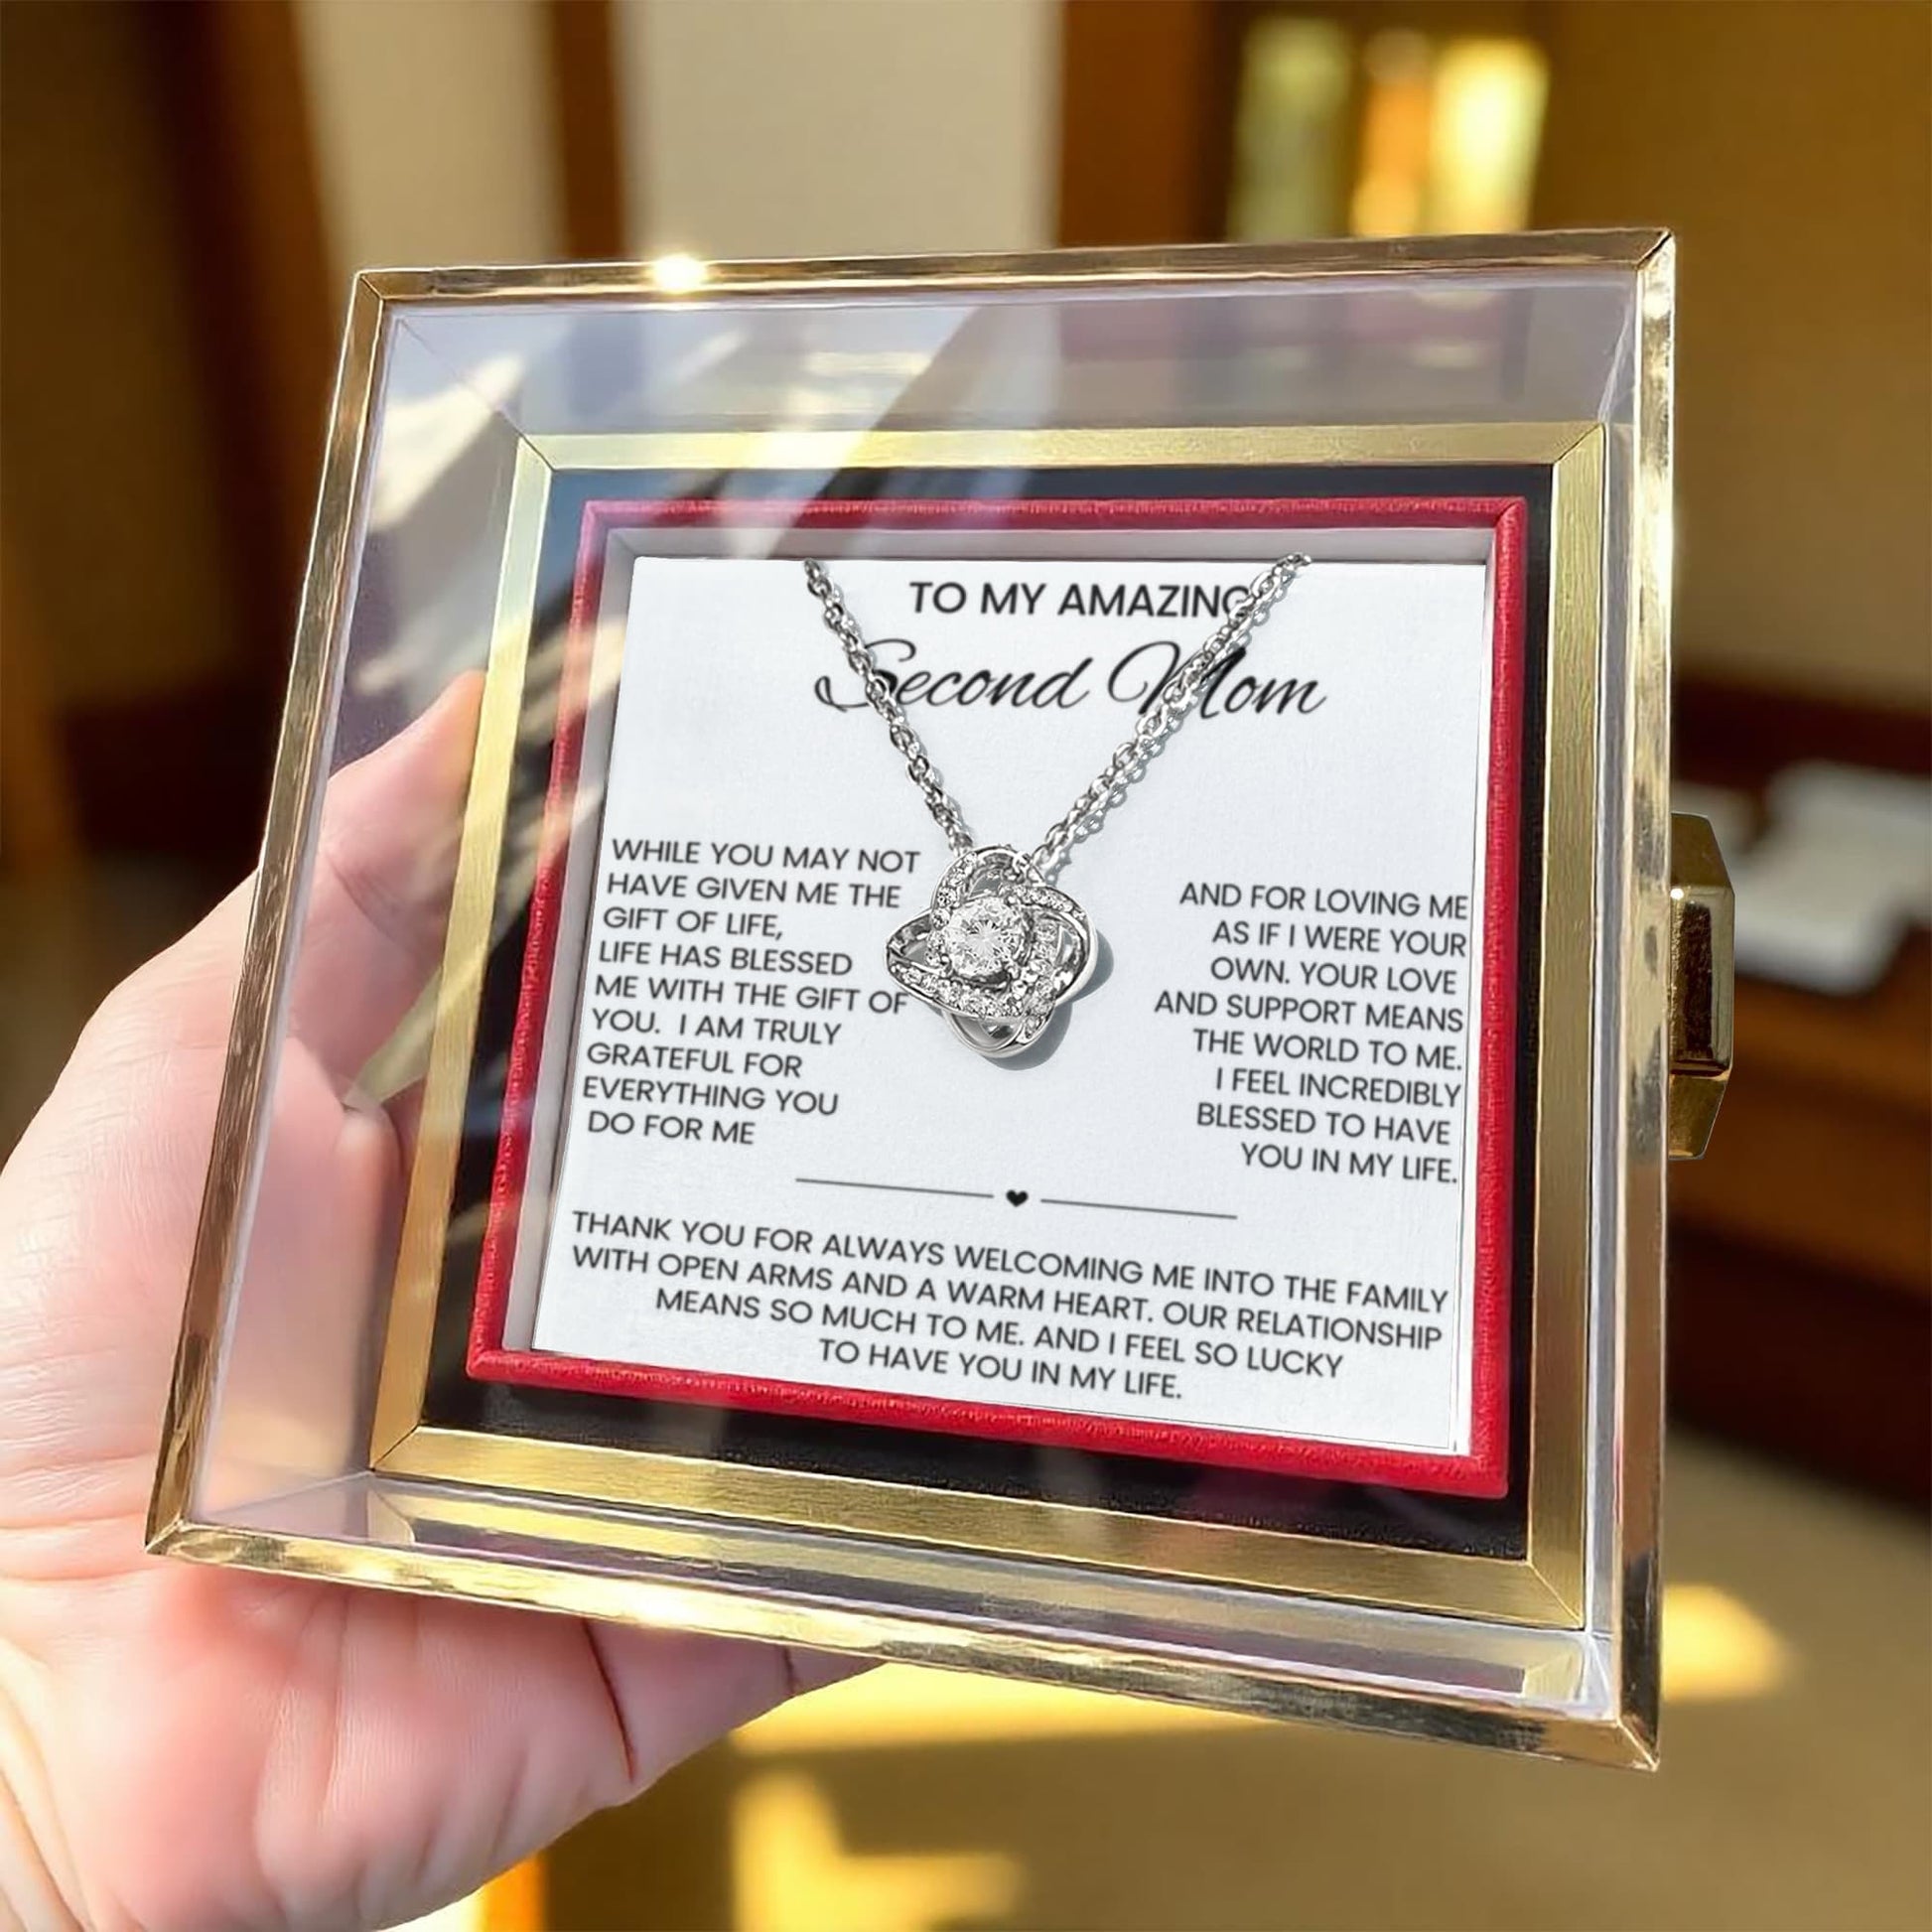 TO MY AMAZING
Second Mom
WHILE YOU MAY NOT
HAVE GIVEN ME THE
GIFT OF LIFE,
LIFE HAS BLESSED
ME WITH THE GIFT OF
YOU. I AM TRULY
GRATEFUL FOR
EVERYTHING YOU
DO FOR ME
AND FOR LOVING ME
AS IF I WERE YOUR
OWN. YOUR LOVE
AND SUPPORT MEANS
THE WORLD TO ME.
I FEEL INCREDIBLY
BLESSED TO HAVE
YOU IN MY LIFE.
THANK YOU FOR ALWAYS WELCOMING ME INTO THE FAMILY
WITH OPEN ARMS AND A WARM HEART. OUR RELATIONSHIP
MEANS SO MUCH TO ME. AND I FEEL SO LUCKY
TO HAVE YOU IN MY LIFE.